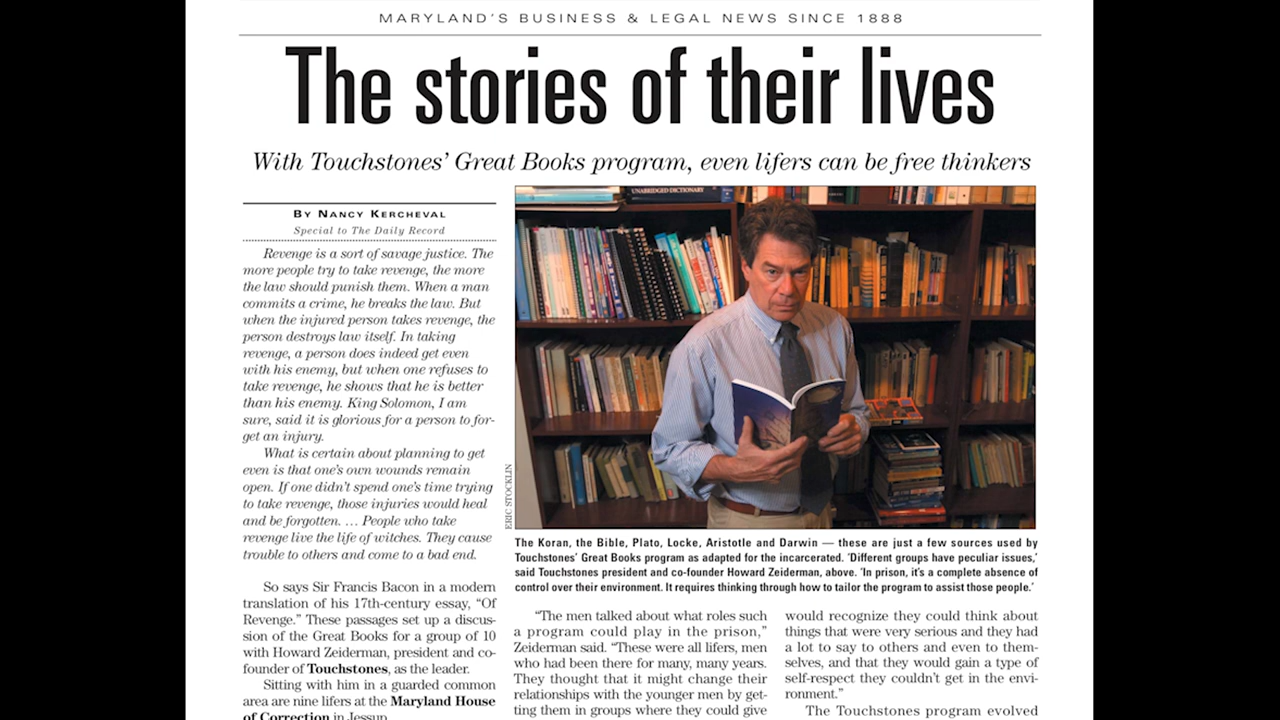 MARYLAND'S BUSINESS & LEGAL NEWS SINCE 1888
The stories of their lives
With Touchstones' Great Books program, even lifers can be free thinkers
BY NANCY KERCHEVAL
Special to The Daily Record
Revenge is a sort of savage justice. The
more people try to take revenge, the more
the law should punish them. When a man
commits a crime, he breaks the law. But
when the injured person takes revenge, the
person destroys law itself. In taking
revenge, a person does indeed get even
with his enemy, but when one refuses to
take revenge, he shows that he is better
than his enemy. King Solomon, I am
sure, said it is glorious for a person to for-
get an injury.
What is certain about planning to get
even is that one's own wounds remain
open. If one didn't spend one's time trying
to take revenge, those injuries would heal
and be forgotten. … People who take
revenge live the life of witches. They cause
trouble to others and come to a bad end.
So says Sir Francis Bacon in a modern
translation of his 17th-century essay, “Of
Revenge.” These passages set up a discus-
sion of the Great Books for a group of 10
with Howard Zeiderman, president and co-
founder of Touchstones, as the leader.
Sitting with him in a guarded common
area are nine lifers at the Maryland House
of Correction in Jessup.
UNABRIDGED DICTIONARY
ERIC STOCKLIN
The Koran, the Bible, Plato, Locke, Aristotle and Darwin — these are just a few sources used by
Touchstones' Great Books program as adapted for the incarcerated. ‘Different groups have peculiar issues,’
said Touchstones president and co-founder Howard Zeiderman, above. ‘In prison, it's a complete absence of
control over their environment. It requires thinking through how to tailor the program to assist those people.’
“The men talked about what roles such
a program could play in the prison,”
Zeiderman said. “These were all lifers, men
who had been there for many, many years.
They thought that it might change their
relationships with the younger men by get-
ting them in groups where they could give
would recognize they could think about
things that were very serious and they had
a lot to say to others and even to them-
selves, and that they would gain a type of
self-respect they couldn't get in the envi-
ronment.”
The Touchstones program evolved